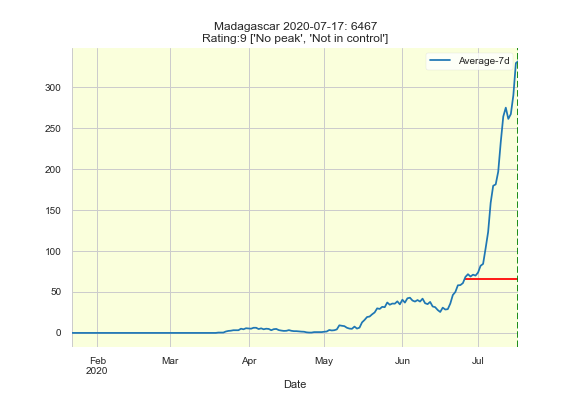 Madagascar 2020-07-17: 6467
Rating:9 ['No peak', 'Not in control']
Average-7d
300
250
200
150
100
50
0
Feb Mar Apr May Jun Jul
2020
Date